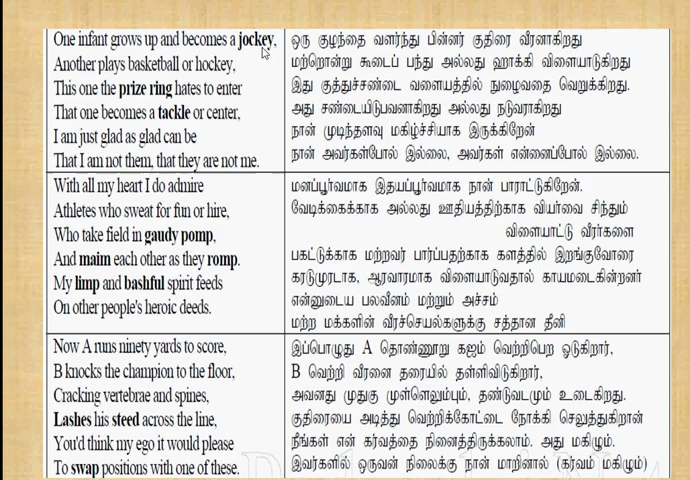 One infant grows up and becomes a jockey,
Another plays basketball or hockey,
This one the prize ring hates to enter
That one becomes a tackle or center,
I am just glad as glad can be
That I am not them, that they are not me.
ஒரு குழந்தை வளர்ந்து பின்னர் குதிரை வீரனாகிறது
மற்றொன்று கூடைப் பந்து அல்லது ஹாக்கி விளையாடுகிறது
இது குத்துச்சண்டை வளையத்தில் நுழைவதை வெறுக்கிறது.
அது சண்டையிடுபவனாகிறது அல்லது நடுவராகிறது
நான் முடிந்தளவு மகிழ்ச்சியாக இருக்கிறேன்
நான் அவர்கள்போல் இல்லை, அவர்கள் என்னைப்போல் இல்லை.
With all my heart I do admire
Athletes who sweat for fun or hire,
Who take field in gaudy pomp,
And maim each other as they romp.
My limp and bashful spirit feeds
On other people's heroic deeds.
மனப்பூர்வமாக இதயப்பூர்வமாக நான் பாராட்டுகிறேன்.
வேடிக்கைக்காக அல்லது ஊதியத்திற்காக வியர்வை சிந்தும்
விளையாட்டு வீரர்களை
பகட்டுக்காக மற்றவர் பார்ப்பதற்காக களத்தில் இறங்குவோரை
கரடுமுரடாக, ஆரவாரமாக விளையாடுவதால் காயமடைகின்றனர்
என்னுடைய பலவீனம் மற்றும் அச்சம்
மற்ற மக்களின் வீரச்செயல்களுக்கு சத்தான தீனி
Now A runs ninety yards to score,
B knocks the champion to the floor,
Cracking vertebrae and spines,
Lashes his steed across the line,
You'd think my ego it would please
To swap positions with one of these.
இப்பொழுது A தொண்ணூறு கஜம் வெற்றிபெற ஓடுகிறார்,
B வெற்றி வீரனை தரையில் தள்ளிவிடுகிறார்,
அவனது முதுகு முள்ளெலும்பும், தண்டுவடமும் உடைகிறது.
குதிரையை அடித்து வெற்றிக்கோட்டை நோக்கி செலுத்துகிறான்
நீங்கள் என் கர்வத்தை நினைத்திருக்கலாம். அது மகிழும்.
இவர்களில் ஒருவன் நிலைக்கு நான் மாறினால் (கர்வம் மகிழும்)